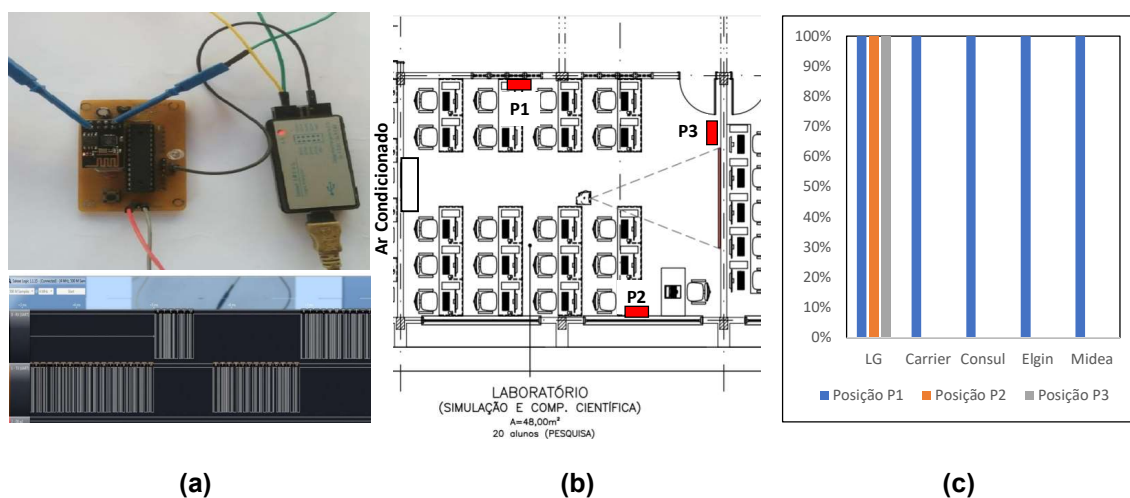 P1
P3
P2
Ar Condicionado
LABORATÓRIO
(SIMULAÇÃO E COMP. CIENTÍFICA)
A=48,00m²
20 alunos (PESQUISA)
100%
90%
80%
70%
60%
50%
40%
30%
20%
10%
0%
LG
Carrier
Consul
Elgin
Midea
Posição P1
Posição P2
Posição P3
(a)
(b)
(c)